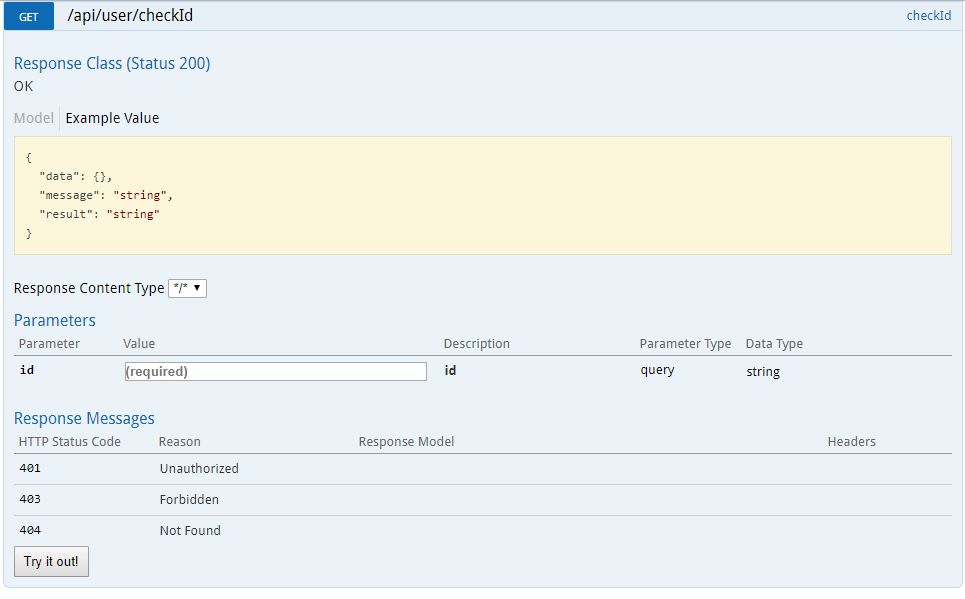 GET /api/user/checkId checkId
Response Class (Status 200)
OK
Model Example Value
{
"data": {},
"message": "string",
"result": "string"
}
Response Content Type */*
Parameters
Parameter Value Description Parameter Type Data Type
id (required) id query string
Response Messages
HTTP Status Code Reason Response Model Headers
401 Unauthorized
403 Forbidden
404 Not Found
Try it out!